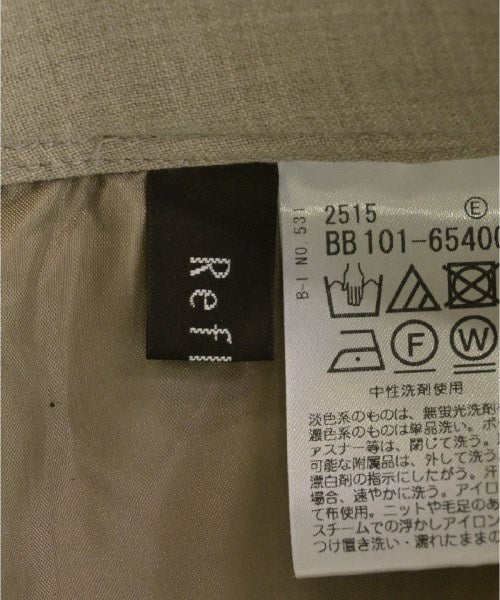 Ref
B-I NO 531
2515
E
BB101-65400
F
W
中性洗剤使用
淡色系のものは、無蛍光洗剤
濃色系のものは単品洗い。ボ
ァスナー等は、閉じて洗う。
可能な附属品は、外して洗う
漂白剤の指示にしたがう。汗
場合、速やかに洗う。アイロ
て布使用。ニットや毛足のあ
スチームでの浮かしアイロン
つけ置き洗い・濡れたままの